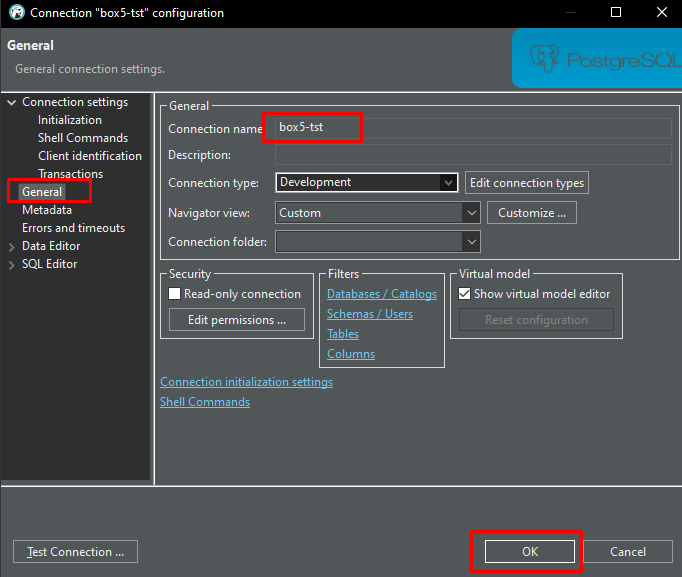 Connection "box5-tst" configuration
General
General connection settings.
PostgreSQL
Connection settings
Initialization
Shell Commands
Client identification
Transactions
General
Metadata
Errors and timeouts
Data Editor
SQL Editor
General
Connection name:
box5-tst
Description:
Connection type:
Development
Edit connection types
Navigator view:
Custom
Customize ...
Connection folder:
Security
Read-only connection
Edit permissions ...
Filters
Databases / Catalogs
Schemas / Users
Tables
Columns
Virtual model
Show virtual model editor
Reset configuration
Connection initialization settings
Shell Commands
Test Connection ...
OK
Cancel